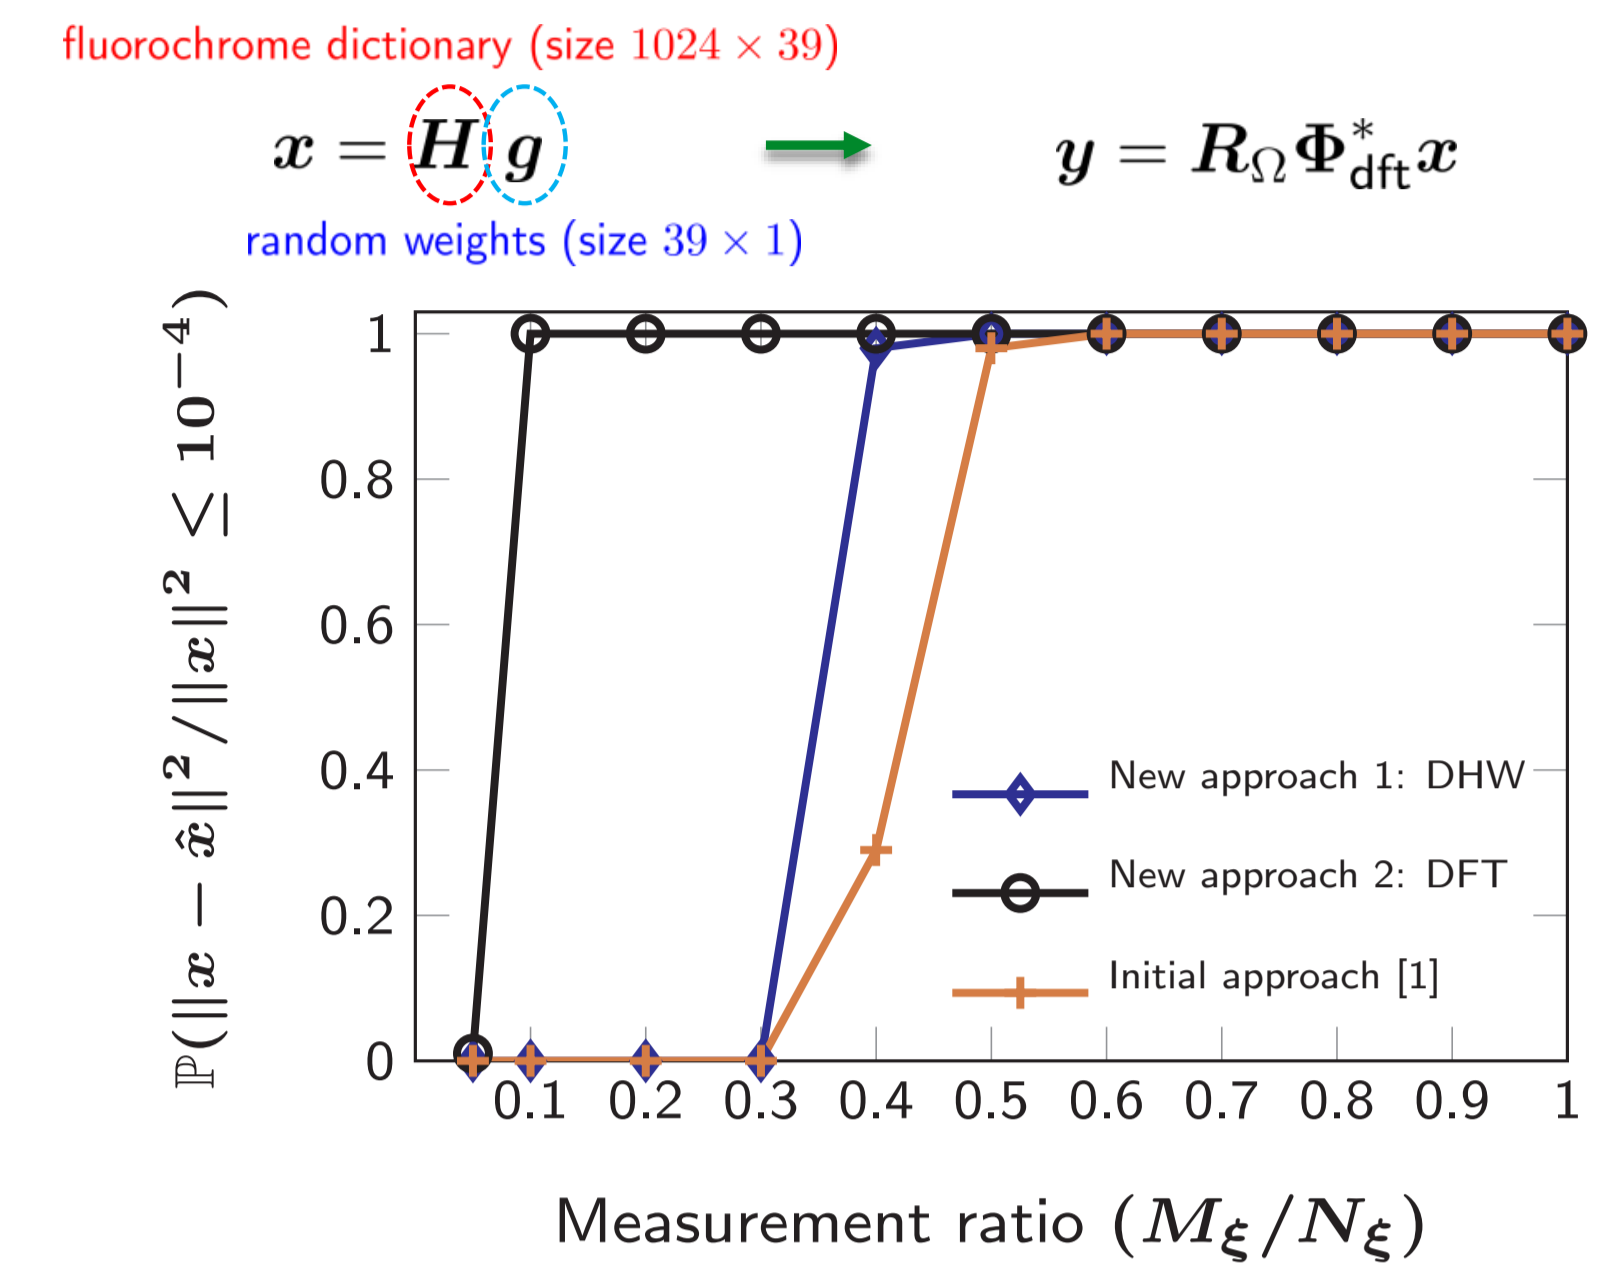 fluorochrome dictionary (size 1024 × 39)
x = H g
y = R_Ω Φ*_dft x
random weights (size 39 × 1)
ℙ(‖x − x̂‖²/‖x‖² ≤ 10⁻⁴)
1
0.8
0.6
0.4
0.2
0
New approach 1: DHW
New approach 2: DFT
Initial approach [1]
0.1 0.2 0.3 0.4 0.5 0.6 0.7 0.8 0.9 1
Measurement ratio (M_ξ/N_ξ)